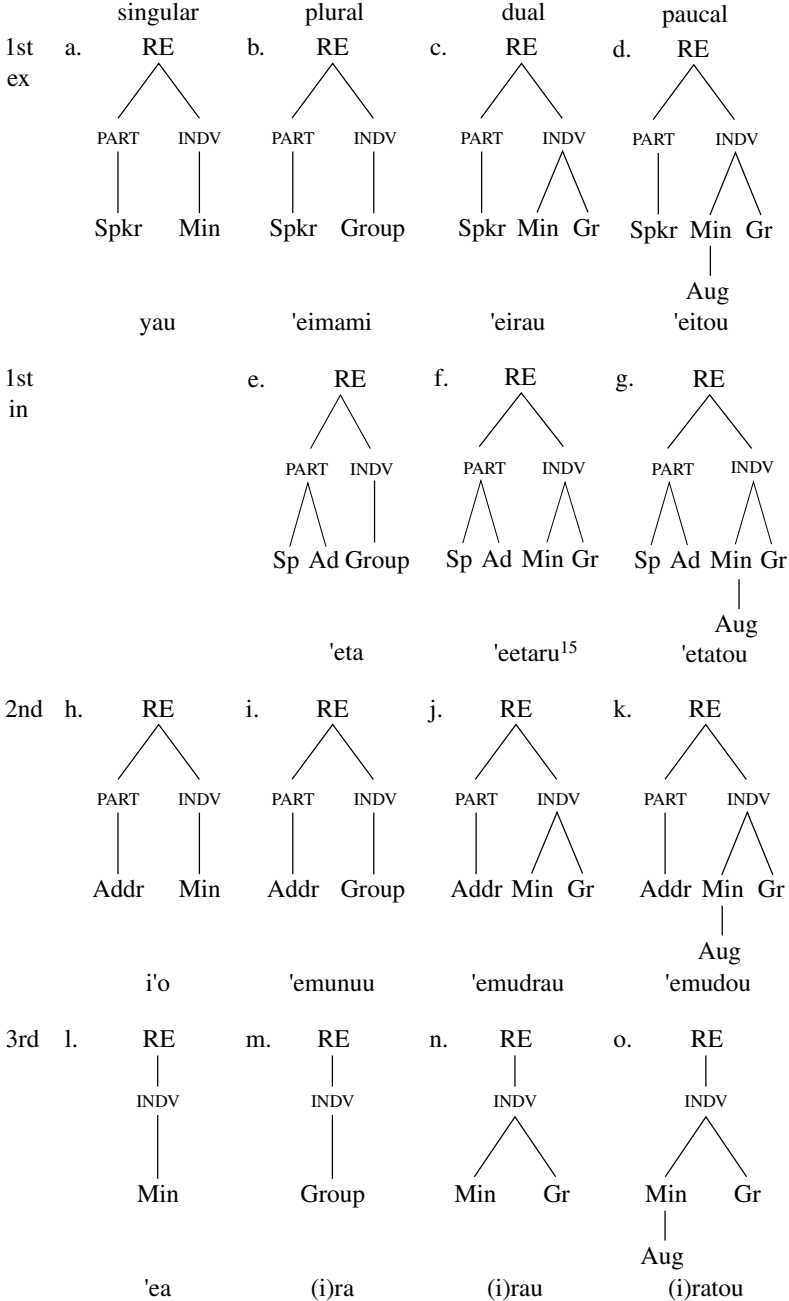 singular plural dual paucal
1st a. RE b. RE c. RE d. RE
ex
PART INDV PART INDV PART INDV PART INDV
Spkr Min Spkr Group Spkr Min Gr Spkr Min Gr
Aug
yau 'eimami 'eirau 'eitou
1st e. RE f. RE g. RE
in
PART INDV PART INDV PART INDV
Sp Ad Group Sp Ad Min Gr Sp Ad Min Gr
Aug
'eta 'eetaru¹⁵ 'etatou
2nd h. RE i. RE j. RE k. RE
PART INDV PART INDV PART INDV PART INDV
Addr Min Addr Group Addr Min Gr Addr Min Gr
Aug
i'o 'emunuu 'emudrau 'emudou
3rd l. RE m. RE n. RE o. RE
INDV INDV INDV INDV
Min Group Min Gr Min Gr
Aug
'ea (i)ra (i)rau (i)ratou